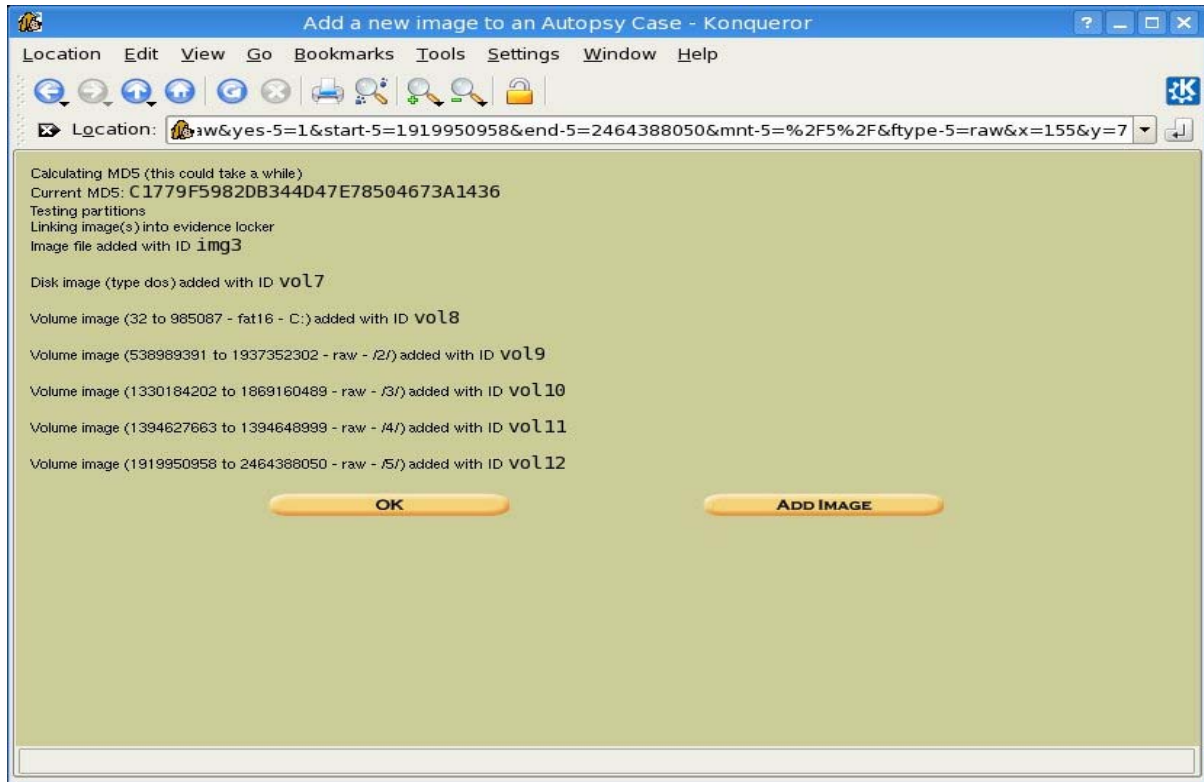 Add a new image to an Autopsy Case - Konqueror
Location Edit View Go Bookmarks Tools Settings Window Help
Location: aw&yes-5=1&start-5=1919950958&end-5=2464388050&mnt-5=%2F5%2F&ftype-5=raw&x=155&y=7
Calculating MD5 (this could take a while)
Current MD5: C1779F5982DB344D47E78504673A1436
Testing partitions
Linking image(s) into evidence locker
Image file added with ID img3
Disk image (type dos) added with ID vol7
Volume image (32 to 985087 - fat16 - C:) added with ID vol8
Volume image (538989391 to 1937352302 - raw - /2/) added with ID vol9
Volume image (1330184202 to 1869160489 - raw - /3/) added with ID vol10
Volume image (1394627663 to 1394648999 - raw - /4/) added with ID vol11
Volume image (1919950958 to 2464388050 - raw - /5/) added with ID vol12
OK ADD IMAGE